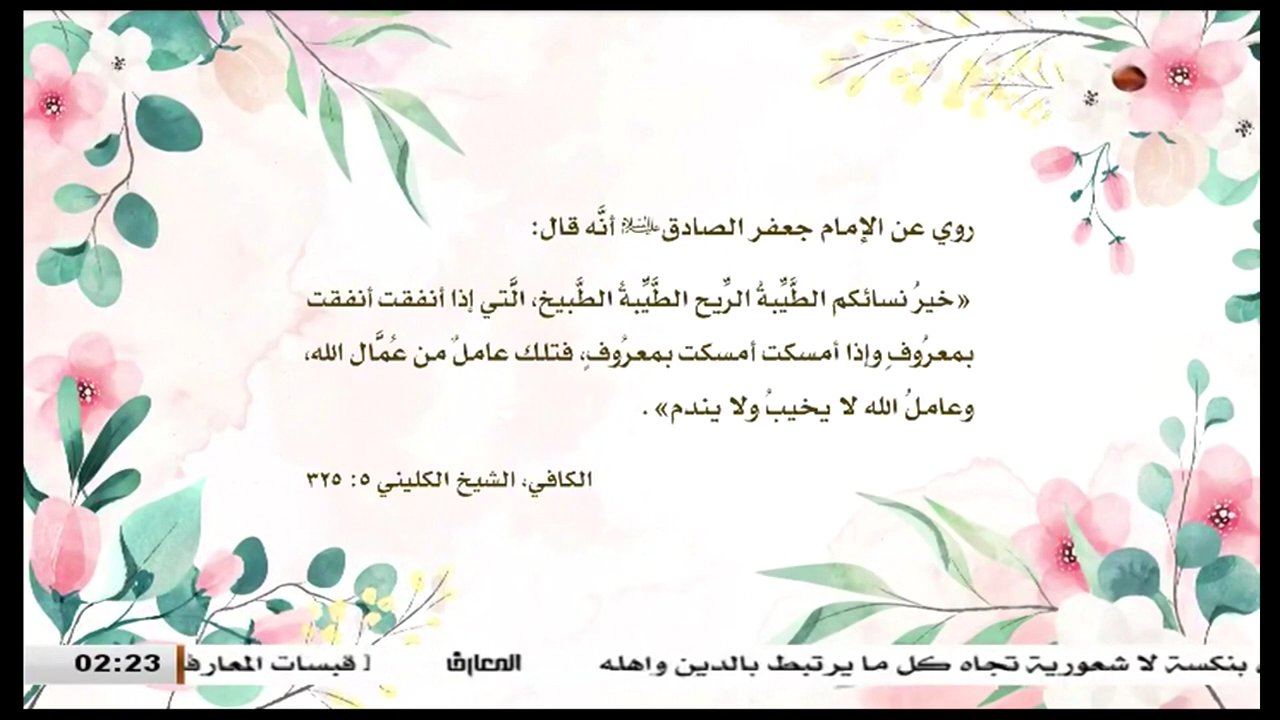 روي عن الإمام جعفر الصادق عليه السلام أنَّه قال:
«خيرُ نسائكم الطَّيِّبةُ الرِّيح الطَّيِّبةُ الطَّبيخ، الَّتي إذا أنفقت أنفقت
بمعرُوفٍ وإذا أمسكت أمسكت بمعرُوفٍ، فتلك عاملٌ من عُمَّال الله،
وعاملُ الله لا يخيبُ ولا يندم» .
الكافي، الشيخ الكليني ٥: ٣٢٥
بنكسة لا شعورية تجاه كل ما يرتبط بالدين واهله المعارف قبسات المعارف
02:23